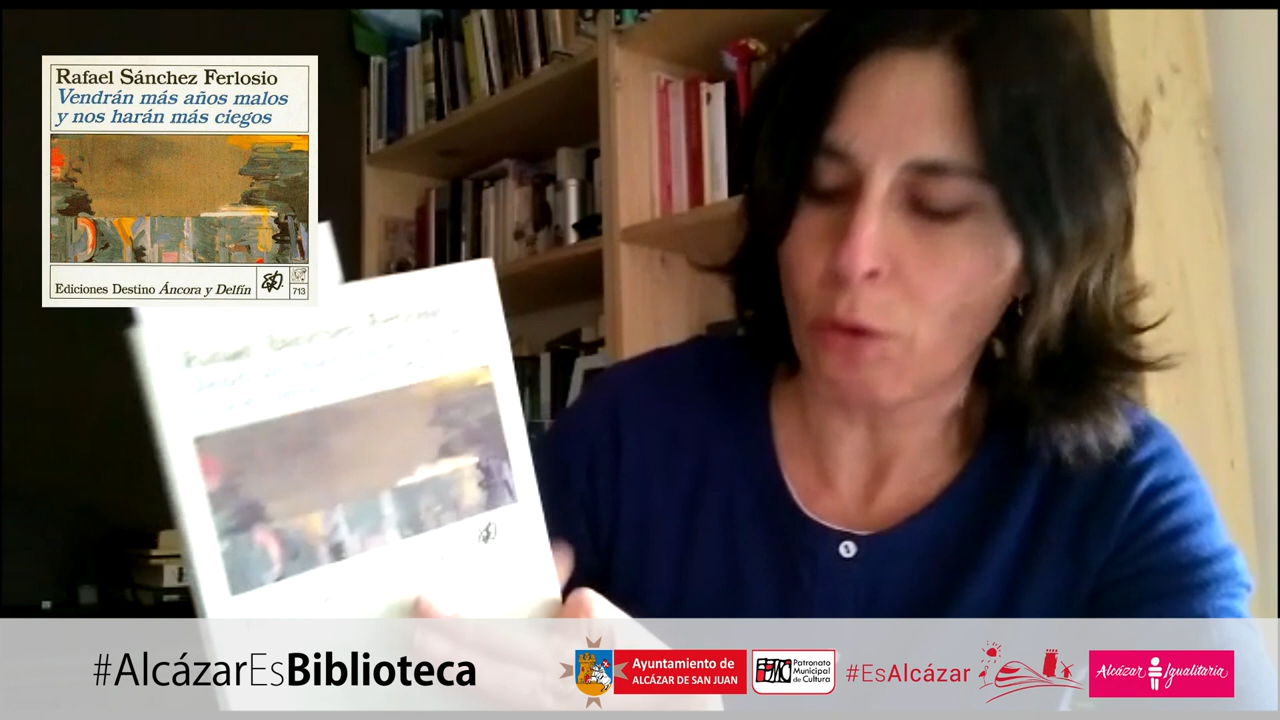 Rafael Sánchez Ferlosio
Vendrán más años malos
y nos harán más ciegos
Ediciones Destino Áncora y Delfín
713
#AlcázarEsBiblioteca
Ayuntamiento de
ALCÁZAR DE SAN JUAN
Patronato
Municipal
de Cultura
#EsAlcázar
Alcázar Igualitaria